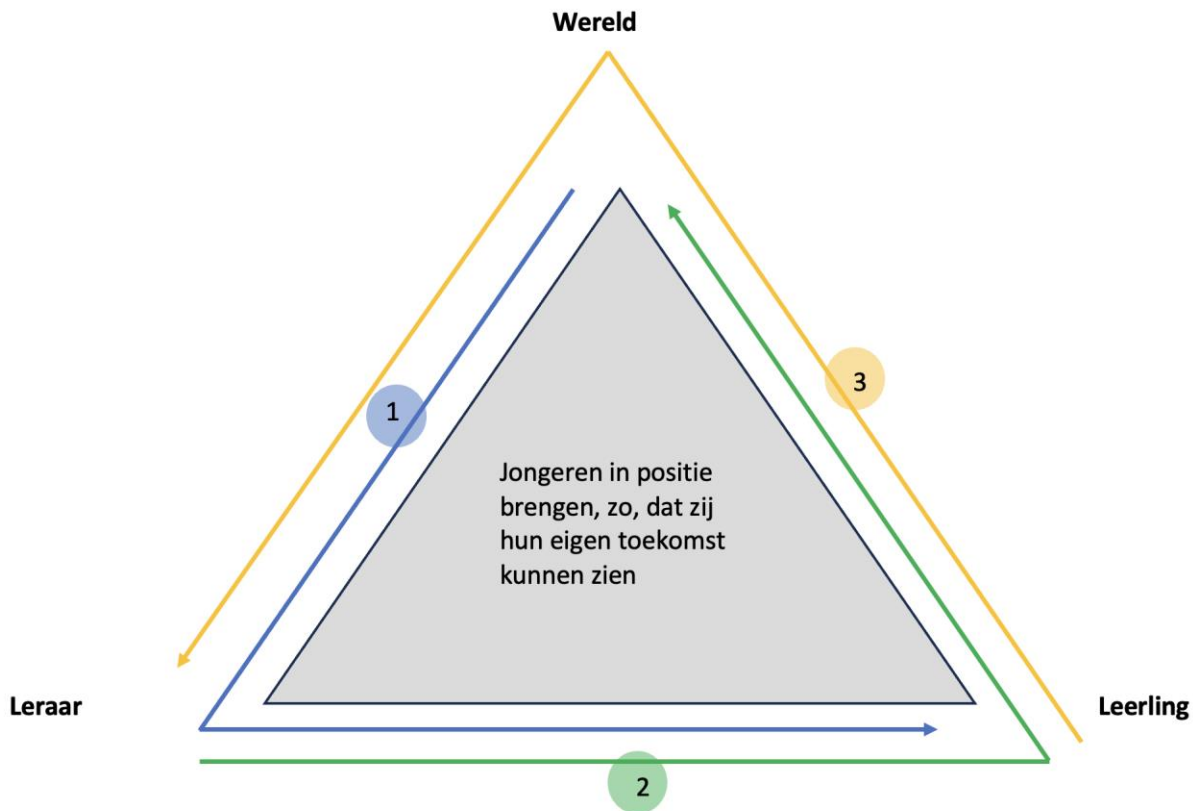 Wereld
3
1
Jongeren in positie
brengen, zo, dat zij
hun eigen toekomst
kunnen zien
Leraar
Leerling
2